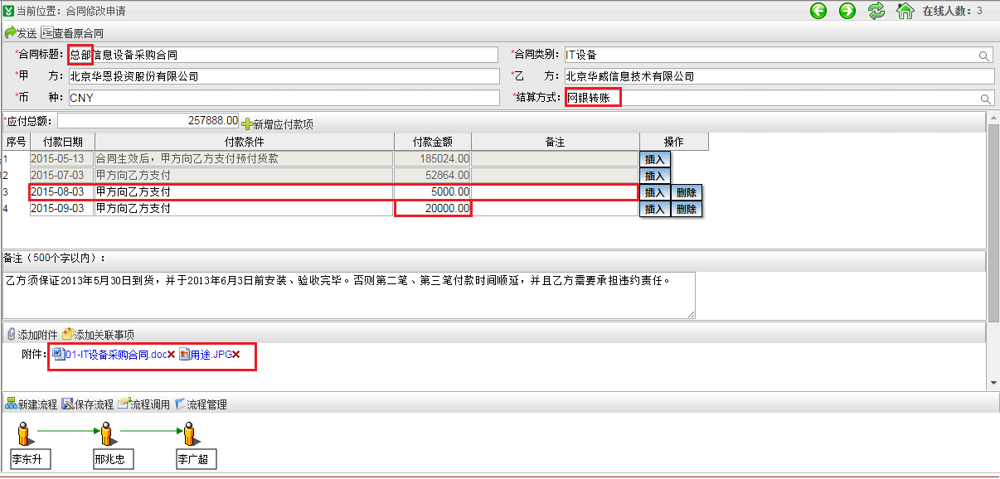 当前位置：合同修改申请 在线人数：3
发送 查看原合同
*合同标题：总部信息设备采购合同 *合同类别：IT设备
*甲 方：北京华恩投资股份有限公司 *乙 方：北京华威信息技术有限公司
*币 种：CNY *结算方式：网银转账
*应付总额：257888.00 新增应付款项
序号 付款日期 付款条件 付款金额 备注 操作
1 2015-05-13 合同生效后，甲方向乙方支付预付货款 185024.00 插入
2 2015-07-03 甲方向乙方支付 52864.00 插入
3 2015-08-03 甲方向乙方支付 5000.00 插入 删除
4 2015-09-03 甲方向乙方支付 20000.00 插入 删除
备注（500个字以内）：
乙方须保证2013年5月30日到货，并于2013年6月3日前安装、验收完毕。否则第二笔、第三笔付款时间顺延，并且乙方需要承担违约责任。
添加附件 添加关联事项
附件：01-IT设备采购合同.doc 用途.JPG
新建流程 保存流程 流程调用 流程管理
李东升 邢兆忠 李广超